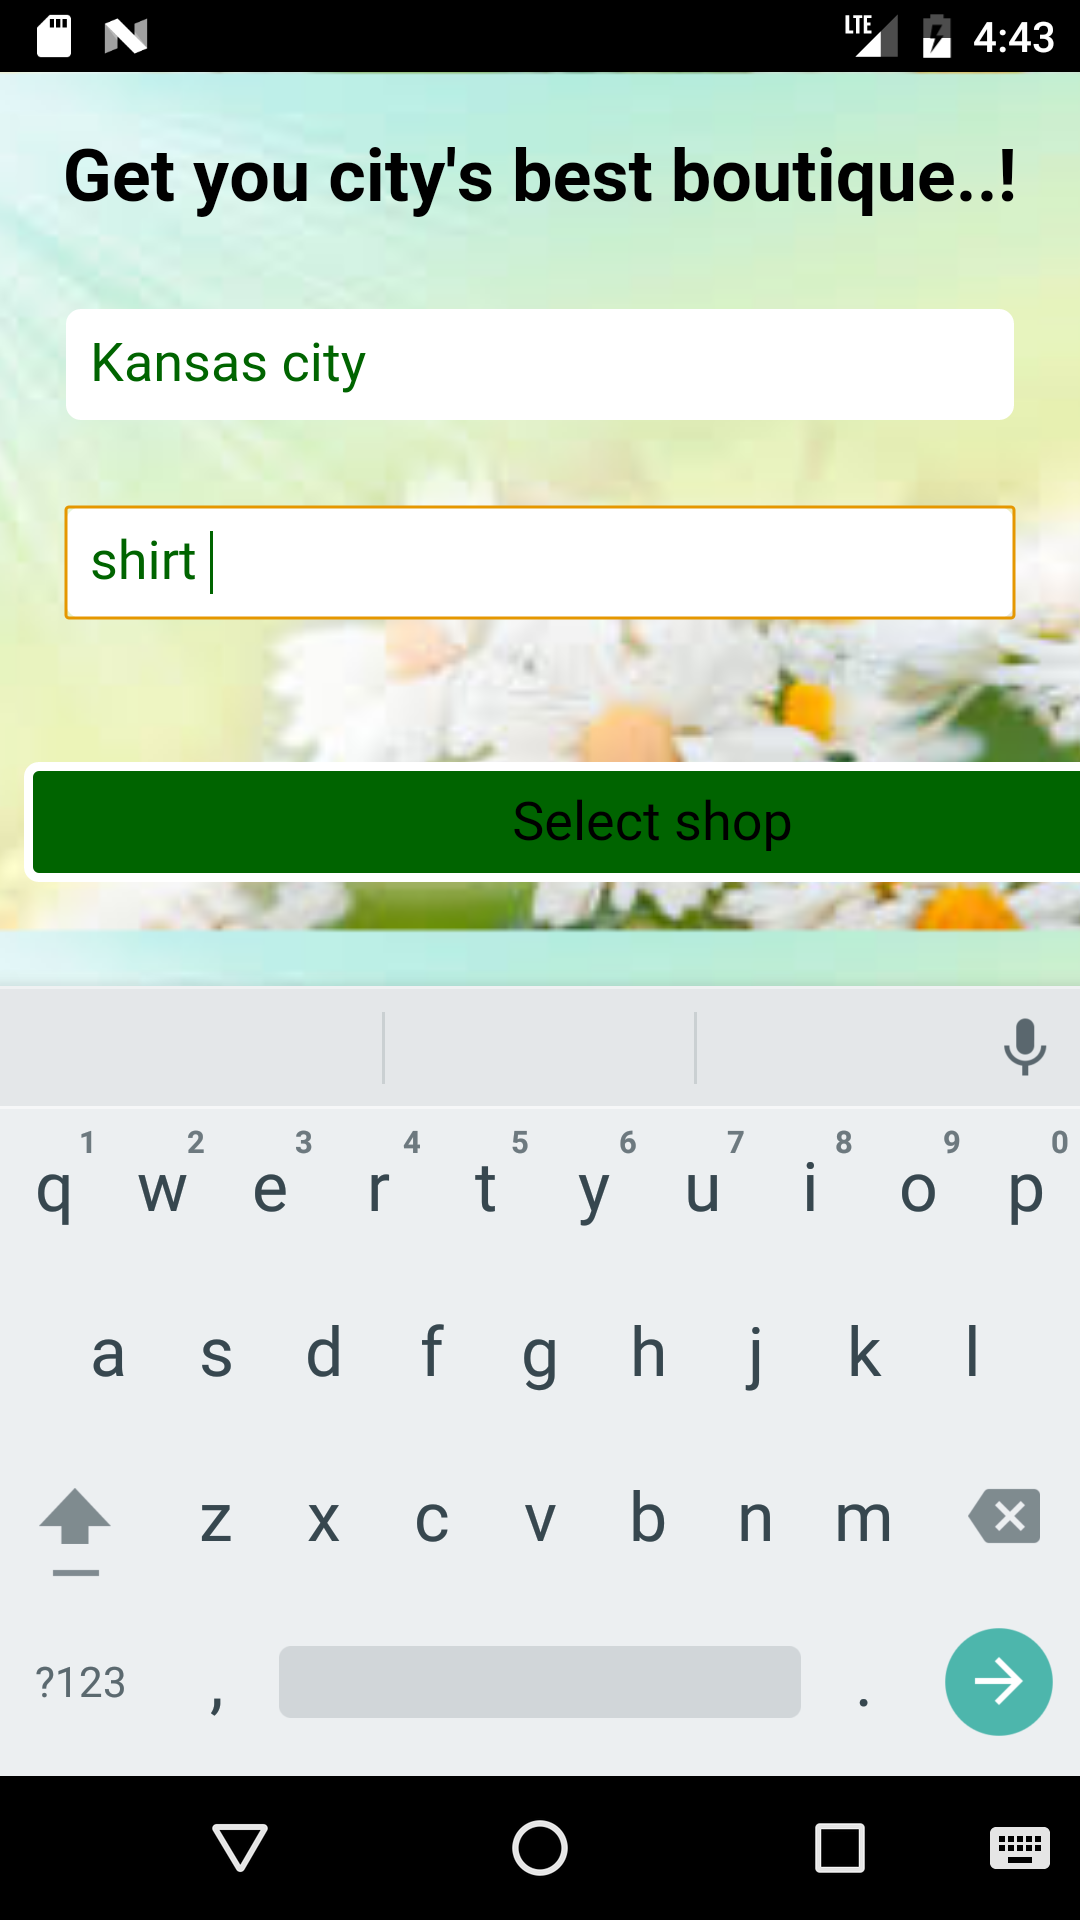 LTE 4:43
Get you city's best boutique..!
Kansas city
shirt
Select shop
1 2 3 4 5 6 7 8 9 0
q w e r t y u i o p
a s d f g h j k l
z x c v b n m
?123 , .